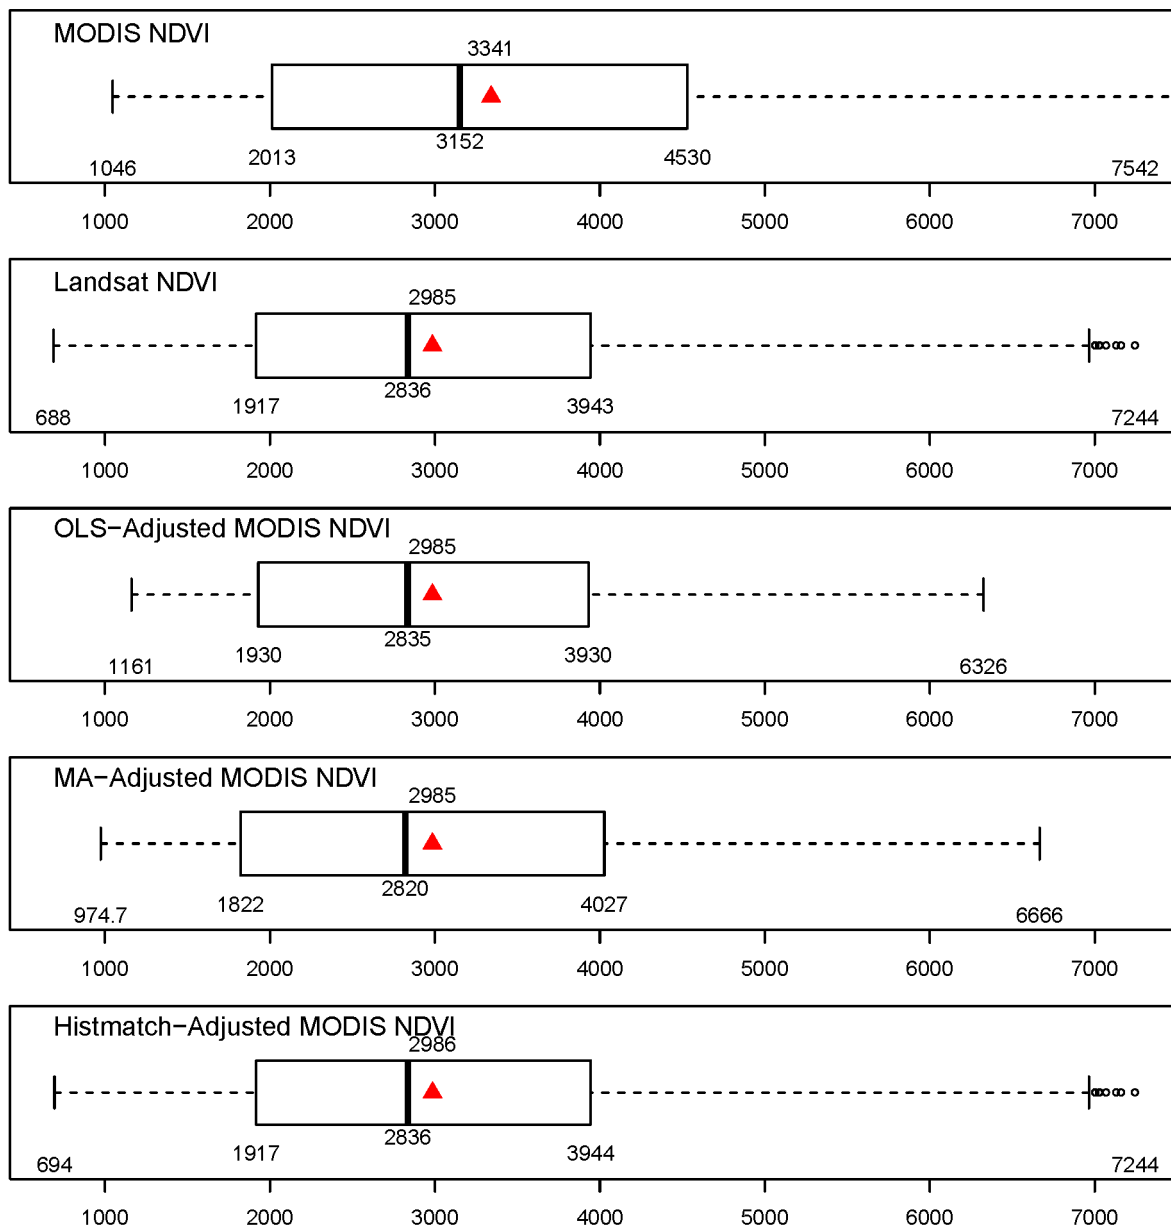 MODIS NDVI
3341
3152
2013 4530
1046 7542
1000 2000 3000 4000 5000 6000 7000
Landsat NDVI
2985
2836
1917 3943
688 7244
1000 2000 3000 4000 5000 6000 7000
OLS−Adjusted MODIS NDVI
2985
2835
1930 3930
1161 6326
1000 2000 3000 4000 5000 6000 7000
MA−Adjusted MODIS NDVI
2985
2820
1822 4027
974.7 6666
1000 2000 3000 4000 5000 6000 7000
Histmatch−Adjusted MODIS NDVI
2986
2836
1917 3944
694 7244
1000 2000 3000 4000 5000 6000 7000